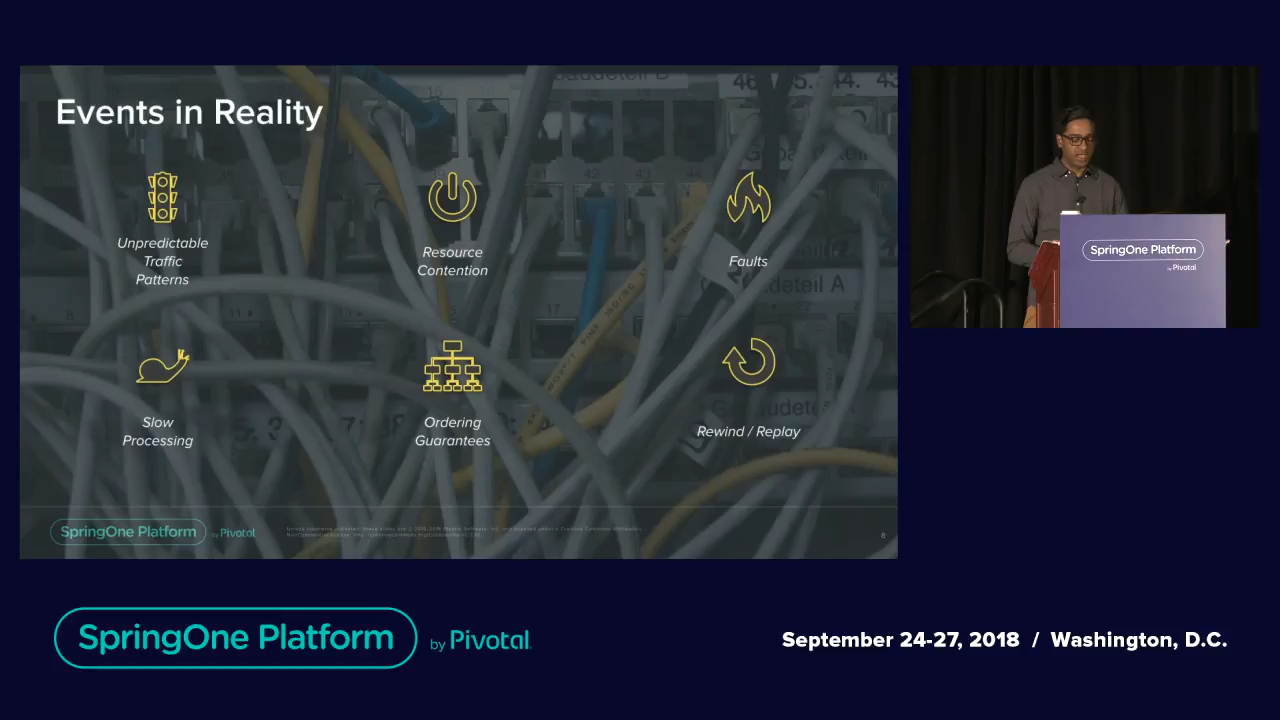 Events in Reality
Unpredictable
Traffic
Patterns
Resource
Contention
Faults
Slow
Processing
Ordering
Guarantees
Rewind / Replay
SpringOne Platform
by Pivotal
8
SpringOne Platform
by Pivotal
SpringOne Platform
by Pivotal.
September 24-27, 2018 / Washington, D.C.